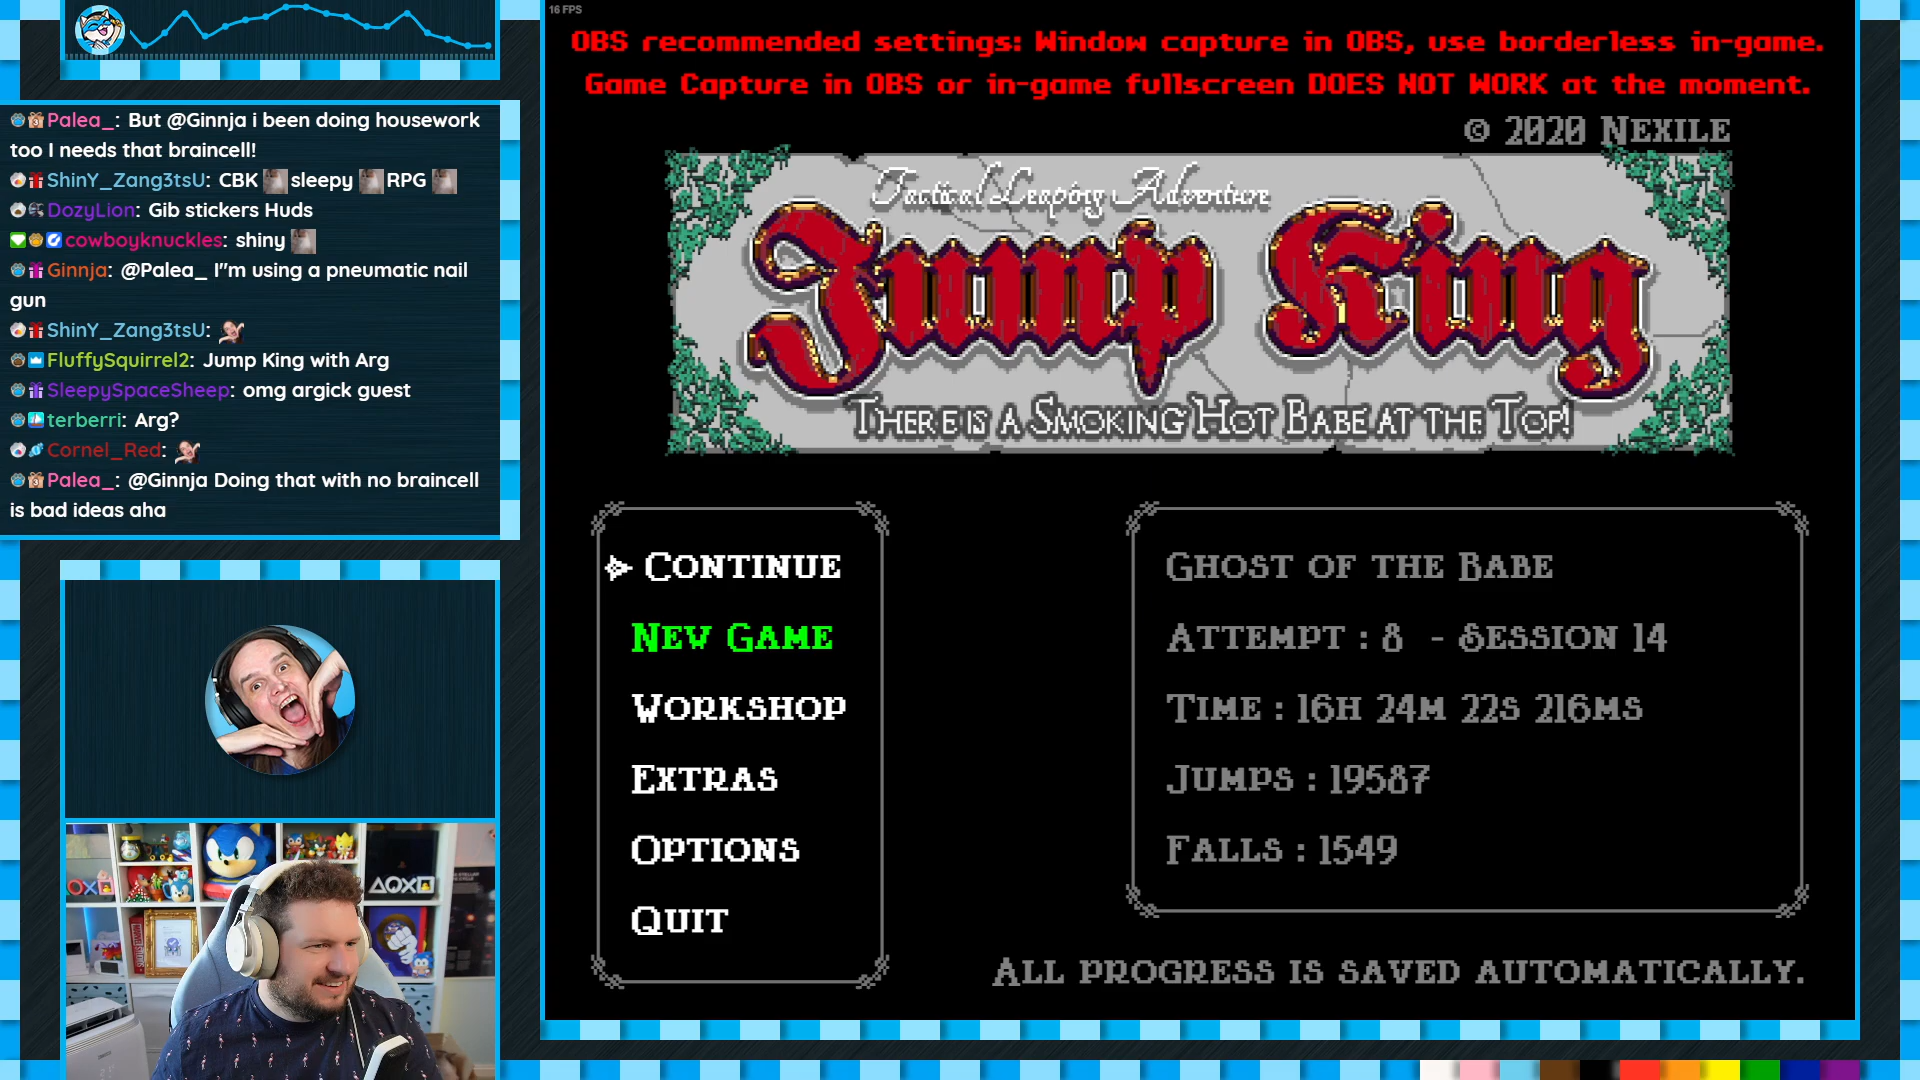 16 FPS
OBS recommended settings: Window capture in OBS, use borderless in-game.
Game Capture in OBS or in-game fullscreen DOES NOT WORK at the moment.
© 2020 Nexile
Tactical Leaping Adventure
Jump King
There is a Smoking Hot Babe at the Top!
Palea_: But @Ginnja i been doing housework
too I needs that braincell!
ShinY_Zang3tsU: CBK sleepy RPG
DozyLion: Gib stickers Huds
cowboyknuckles: shiny
Ginnja: @Palea_ I"m using a pneumatic nail
gun
ShinY_Zang3tsU:
FluffySquirrel2: Jump King with Arg
SleepySpaceSheep: omg argick guest
terberri: Arg?
Cornel_Red:
Palea_: @Ginnja Doing that with no braincell
is bad ideas aha
Continue
New Game
Workshop
Extras
Options
Quit
Ghost of the Babe
Attempt : 8 - Session 14
Time : 16h 24m 22s 216ms
Jumps : 19587
Falls : 1549
All progress is saved automatically.